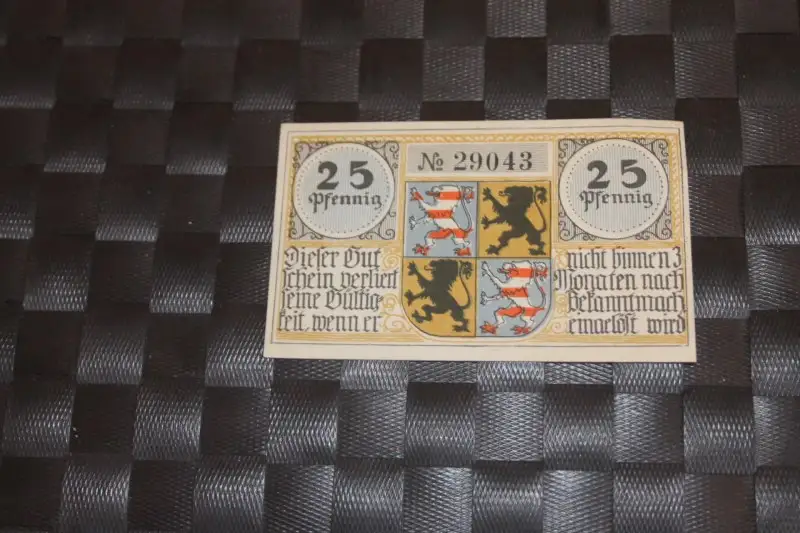 № 29043
25
Pfennig
25
Pfennig
Dieser Gut
schein verliert
seine Gültig
keit, wenn er
nicht binnen 3
Monaten nach
Bekanntmach
eingelöst wird